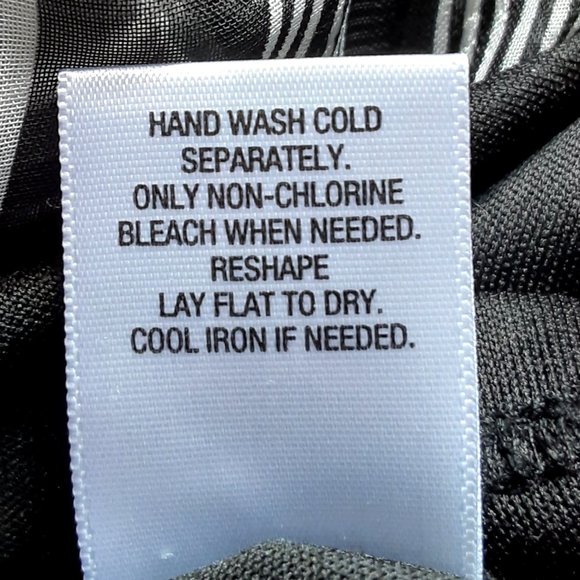 HAND WASH COLD
SEPARATELY.
ONLY NON-CHLORINE
BLEACH WHEN NEEDED.
RESHAPE
LAY FLAT TO DRY.
COOL IRON IF NEEDED.